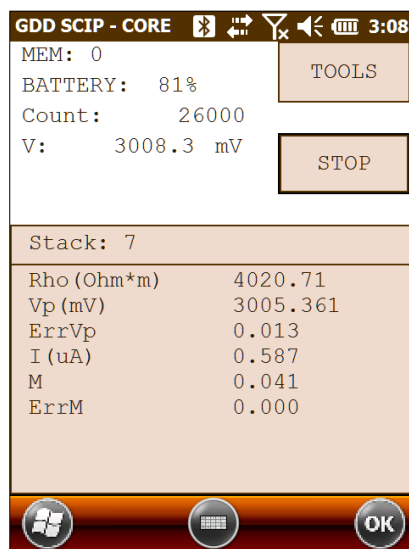 GDD SCIP - CORE 3:08
MEM: 0
BATTERY: 81%
TOOLS
Count: 26000
V: 3008.3 mV
STOP
Stack: 7
Rho(Ohm*m) 4020.71
Vp(mV) 3005.361
ErrVp 0.013
I(uA) 0.587
M 0.041
ErrM 0.000
OK